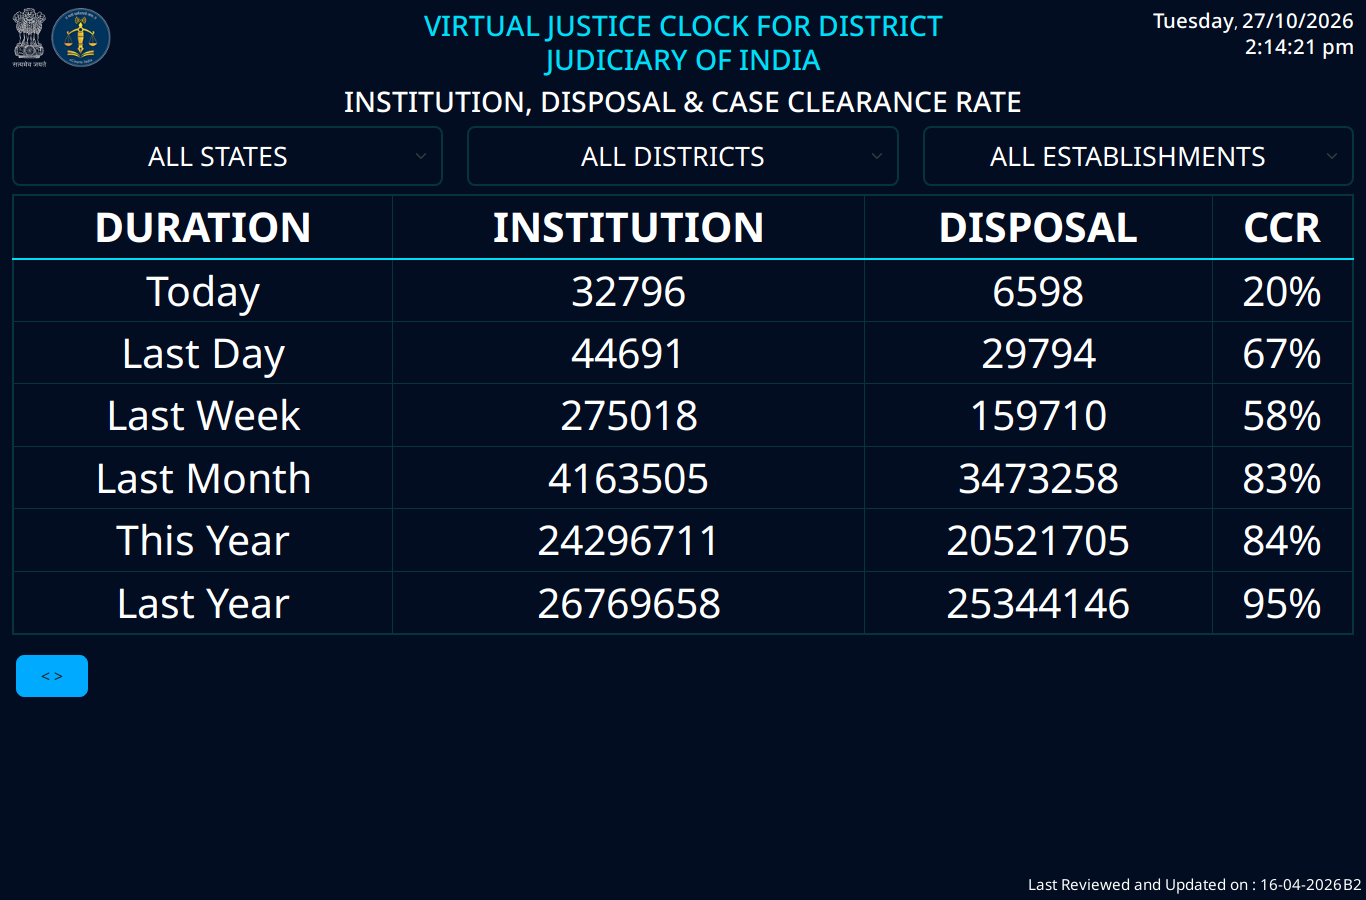 सत्यमेव जयते
VIRTUAL JUSTICE CLOCK FOR DISTRICT
JUDICIARY OF INDIA
Tuesday, 27/10/2026
2:14:21 pm
INSTITUTION, DISPOSAL & CASE CLEARANCE RATE
ALL STATES
ALL DISTRICTS
ALL ESTABLISHMENTS
DURATION INSTITUTION DISPOSAL CCR
Today 32796 6598 20%
Last Day 44691 29794 67%
Last Week 275018 159710 58%
Last Month 4163505 3473258 83%
This Year 24296711 20521705 84%
Last Year 26769658 25344146 95%
< >
Last Reviewed and Updated on : 16-04-2026B2